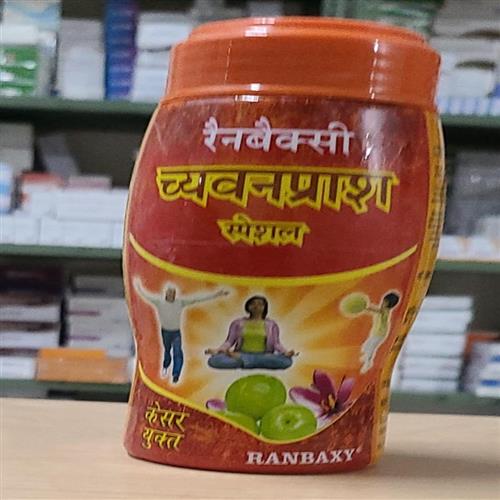 रैनबैक्सी
च्यवनप्राश
स्पेशल
केसर
युक्त
RANBAXY